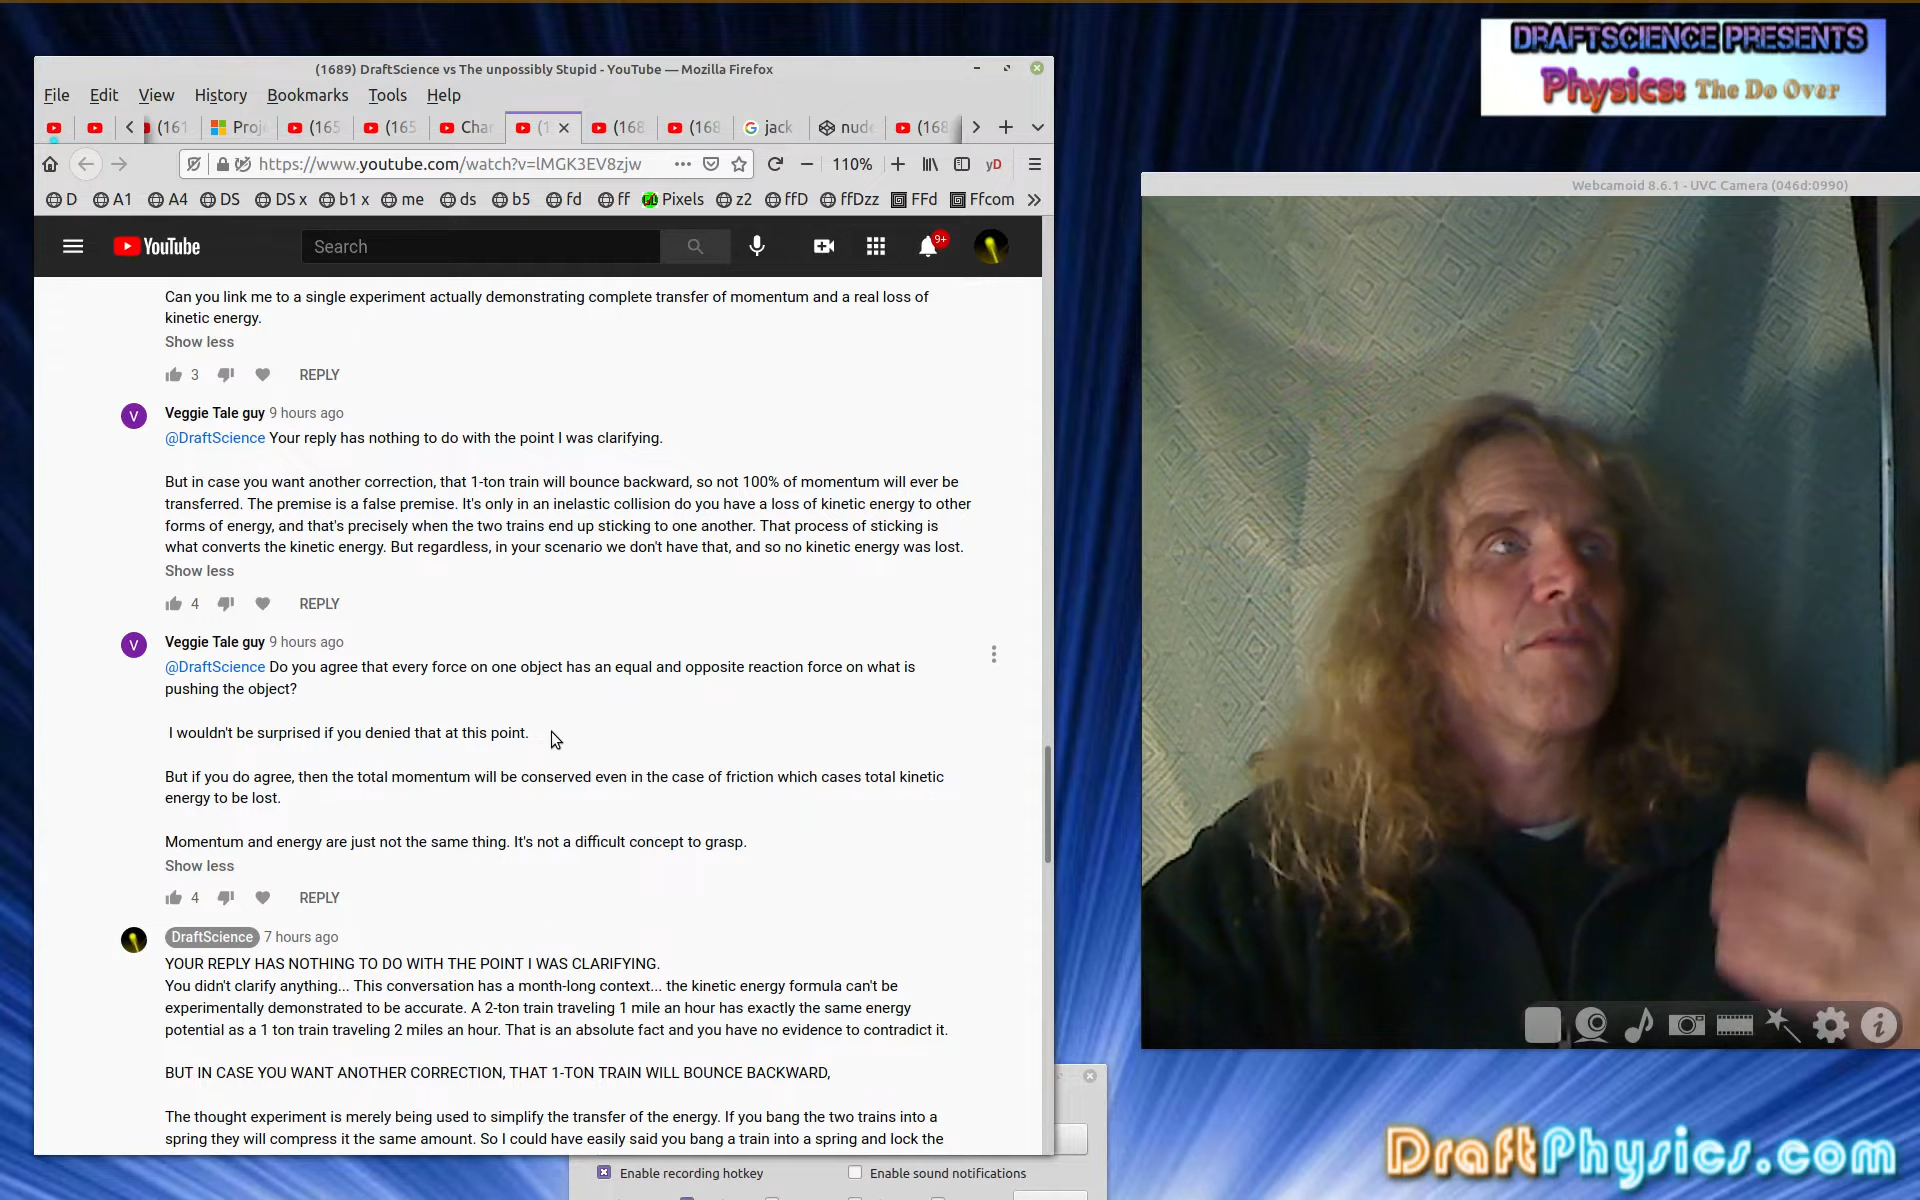 DRAFTSCIENCE PRESENTS
Physics: The Do Over
(1689) DraftScience vs The unpossibly Stupid - YouTube — Mozilla Firefox
File Edit View History Bookmarks Tools Help
(161 Proj (165 (165 Char (1 (168 (168 jack nude (168
https://www.youtube.com/watch?v=lMGK3EV8zjw 110% yD
D A1 A4 DS DS x b1 x me ds b5 fd ff Pixels z2 ffD ffDzz FFd Ffcom
YouTube Search 9+
Webcamoid 8.6.1 - UVC Camera (046d:0990)
Can you link me to a single experiment actually demonstrating complete transfer of momentum and a real loss of
kinetic energy.
Show less
3 REPLY
V Veggie Tale guy 9 hours ago
@DraftScience Your reply has nothing to do with the point I was clarifying.
But in case you want another correction, that 1-ton train will bounce backward, so not 100% of momentum will ever be
transferred. The premise is a false premise. It's only in an inelastic collision do you have a loss of kinetic energy to other
forms of energy, and that's precisely when the two trains end up sticking to one another. That process of sticking is
what converts the kinetic energy. But regardless, in your scenario we don't have that, and so no kinetic energy was lost.
Show less
4 REPLY
V Veggie Tale guy 9 hours ago
@DraftScience Do you agree that every force on one object has an equal and opposite reaction force on what is
pushing the object?
I wouldn't be surprised if you denied that at this point.
But if you do agree, then the total momentum will be conserved even in the case of friction which cases total kinetic
energy to be lost.
Momentum and energy are just not the same thing. It's not a difficult concept to grasp.
Show less
4 REPLY
DraftScience 7 hours ago
YOUR REPLY HAS NOTHING TO DO WITH THE POINT I WAS CLARIFYING.
You didn't clarify anything... This conversation has a month-long context... the kinetic energy formula can't be
experimentally demonstrated to be accurate. A 2-ton train traveling 1 mile an hour has exactly the same energy
potential as a 1 ton train traveling 2 miles an hour. That is an absolute fact and you have no evidence to contradict it.
BUT IN CASE YOU WANT ANOTHER CORRECTION, THAT 1-TON TRAIN WILL BOUNCE BACKWARD,
The thought experiment is merely being used to simplify the transfer of the energy. If you bang the two trains into a
spring they will compress it the same amount. So I could have easily said you bang a train into a spring and lock the
Enable recording hotkey Enable sound notifications
DraftPhysics.com